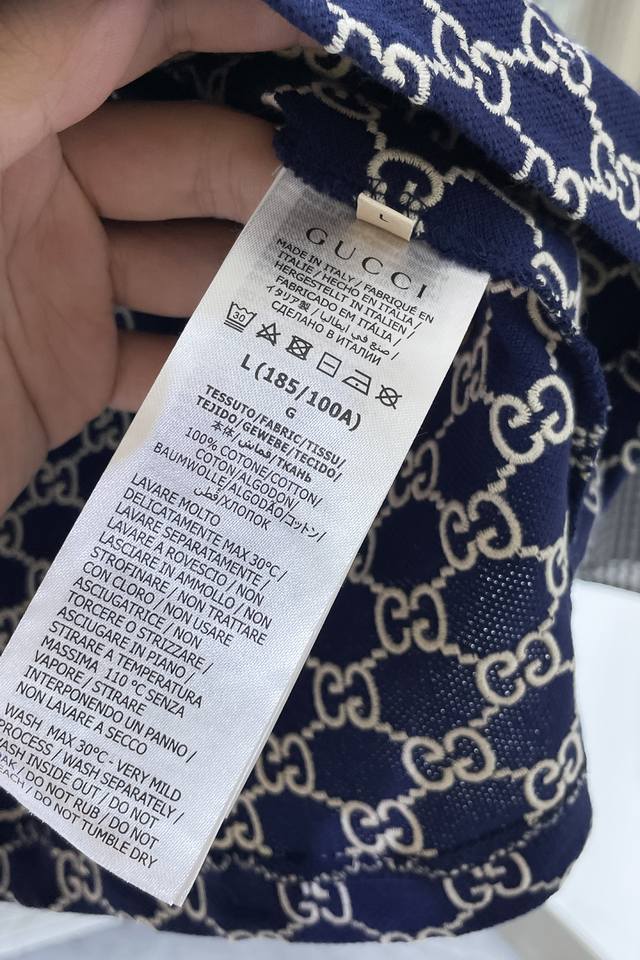 L
GUCCI
MADE IN ITALY / FABRIQUÉ EN
ITALIE / HECHO EN ITALIA /
HERGESTELLT IN ITALIEN /
FABRICADO EM ITÁLIA /
イタリア製 / صنع في ايطاليا /
СДЕЛАНО В ИТАЛИИ
30
L (185/100A)
G
TESSUTO/FABRIC/TISSU/
TEJIDO/GEWEBE/TECIDO/
本体/قماش/ТКАНЬ
100% COTONE/COTTON/
COTON/ALGODON/
BAUMWOLLE/ALGODÃO/コットン/
قطن/ХЛОПОК
LAVARE MOLTO
DELICATAMENTE MAX 30°C /
LAVARE SEPARATAMENTE /
LAVARE A ROVESCIO / NON
LASCIARE IN AMMOLLO / NON
STROFINARE / NON TRATTARE
CON CLORO / NON USARE
ASCIUGATRICE / NON
TORCERE O STRIZZARE /
ASCIUGARE IN PIANO /
STIRARE A TEMPERATURA
MASSIMA 110 °C SENZA
VAPORE / STIRARE
INTERPONENDO UN PANNO /
NON LAVARE A SECCO
WASH MAX 30°C - VERY MILD
PROCESS / WASH SEPARATELY /
WASH INSIDE OUT / DO NOT
/ DO NOT RUB / DO NOT
/ DO NOT TUMBLE DRY